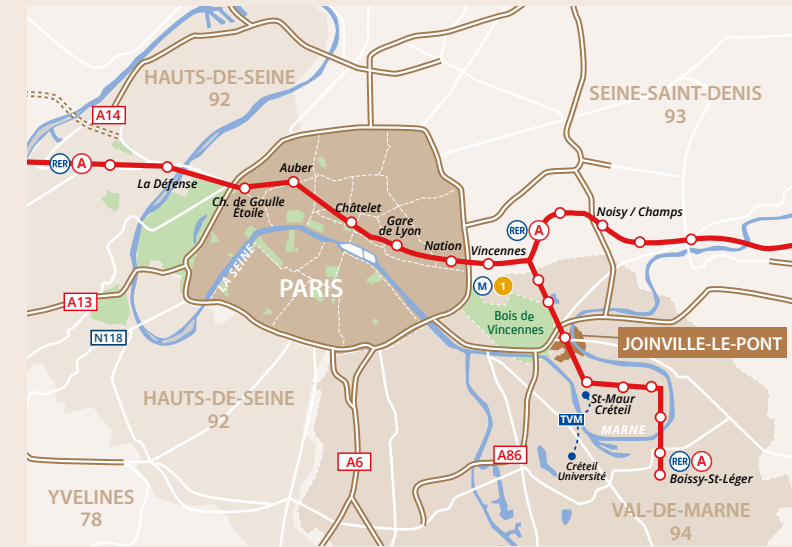 HAUTS-DE-SEINE
92
SEINE-SAINT-DENIS
93
A14
RER A
La Défense
Auber
Ch. de Gaulle
Étoile
Châtelet
Gare
de Lyon
Nation
Vincennes
RER A
Noisy / Champs
LA SEINE
PARIS
M 1
A13
N118
Bois de
Vincennes
JOINVILLE-LE-PONT
HAUTS-DE-SEINE
92
St-Maur
Créteil
TVM
MARNE
A6
A86
Créteil
Université
RER A
Boissy-St-Léger
YVELINES
78
VAL-DE-MARNE
94